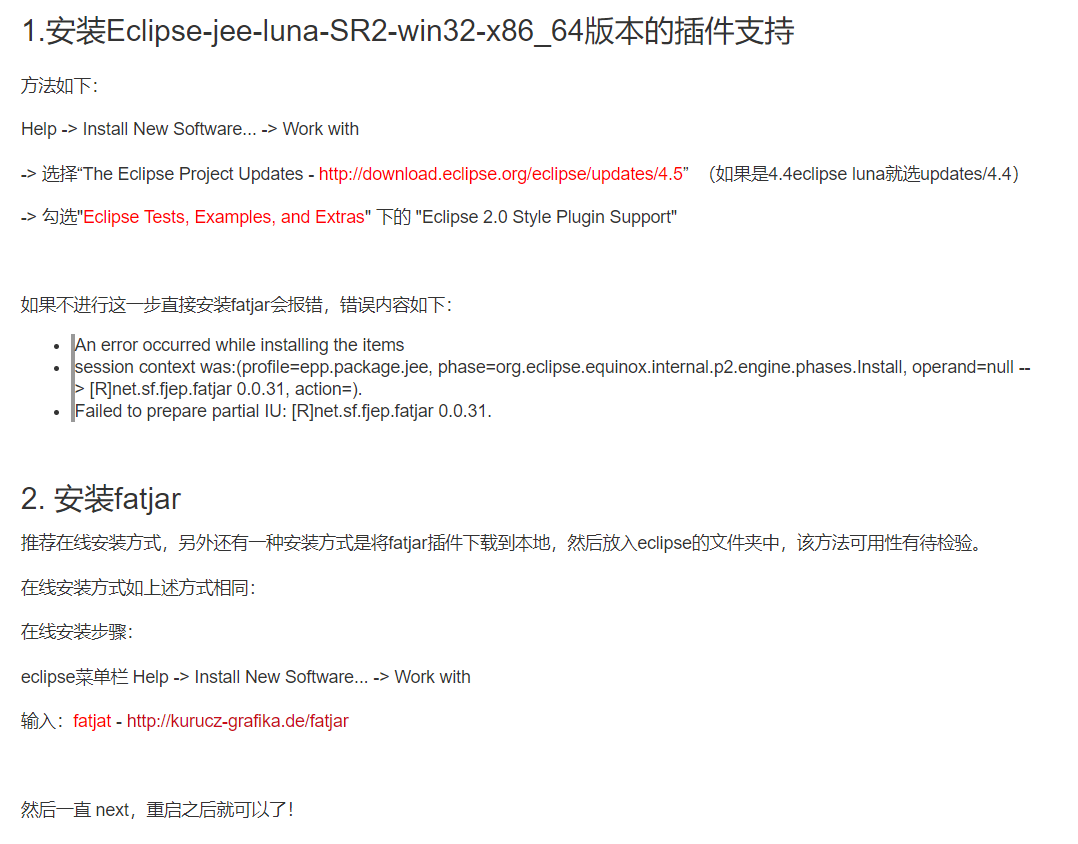 1.安装Eclipse-jee-luna-SR2-win32-x86_64版本的插件支持
方法如下：
Help -> Install New Software... -> Work with
-> 选择“The Eclipse Project Updates - http://download.eclipse.org/eclipse/updates/4.5” （如果是4.4eclipse luna就选updates/4.4）
-> 勾选"Eclipse Tests, Examples, and Extras" 下的 "Eclipse 2.0 Style Plugin Support"
如果不进行这一步直接安装fatjar会报错，错误内容如下：
• An error occurred while installing the items
• session context was:(profile=epp.package.jee, phase=org.eclipse.equinox.internal.p2.engine.phases.Install, operand=null --
> [R]net.sf.fjep.fatjar 0.0.31, action=).
• Failed to prepare partial IU: [R]net.sf.fjep.fatjar 0.0.31.
2. 安装fatjar
推荐在线安装方式，另外还有一种安装方式是将fatjar插件下载到本地，然后放入eclipse的文件夹中，该方法可用性有待检验。
在线安装方式如上述方式相同：
在线安装步骤：
eclipse菜单栏 Help -> Install New Software... -> Work with
输入：fatjat - http://kurucz-grafika.de/fatjar
然后一直 next，重启之后就可以了！